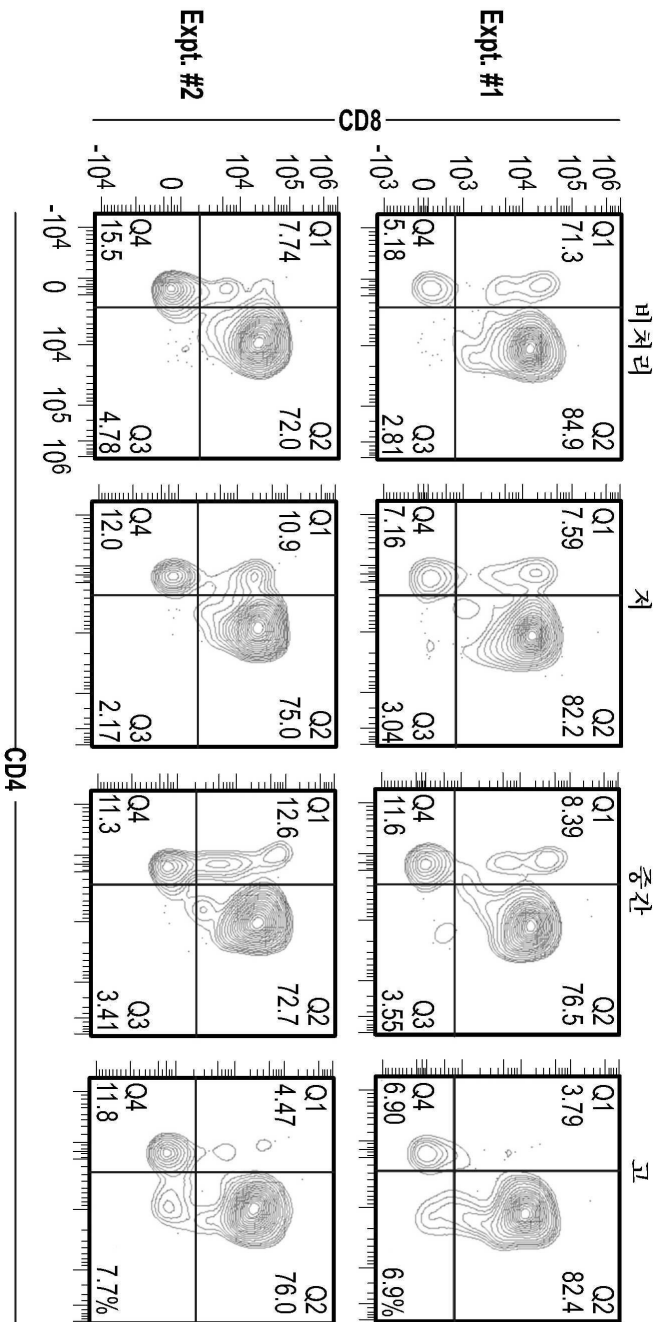 비처리 저 중간 고
Expt. #1
CD8
10⁶
10⁵
10⁴
10³
0
-10³
Q1 Q2
71.3 84.9
Q4 Q3
5.18 2.81
Q1 Q2
7.59 82.2
Q4 Q3
7.16 3.04
Q1 Q2
8.39 76.5
Q4 Q3
11.6 3.55
Q1 Q2
3.79 82.4
Q4
6.90 6.9%
Expt. #2
10⁶
10⁵
10⁴
0
-10⁴
Q1 Q2
7.74 72.0
Q4 Q3
15.5 4.78
Q1 Q2
10.9 75.0
Q4 Q3
12.0 2.17
Q1 Q2
12.6 72.7
Q4 Q3
11.3 3.41
Q1 Q2
4.47 76.0
Q4
11.8 7.7%
-10⁴ 0 10⁴ 10⁵ 10⁶
CD4